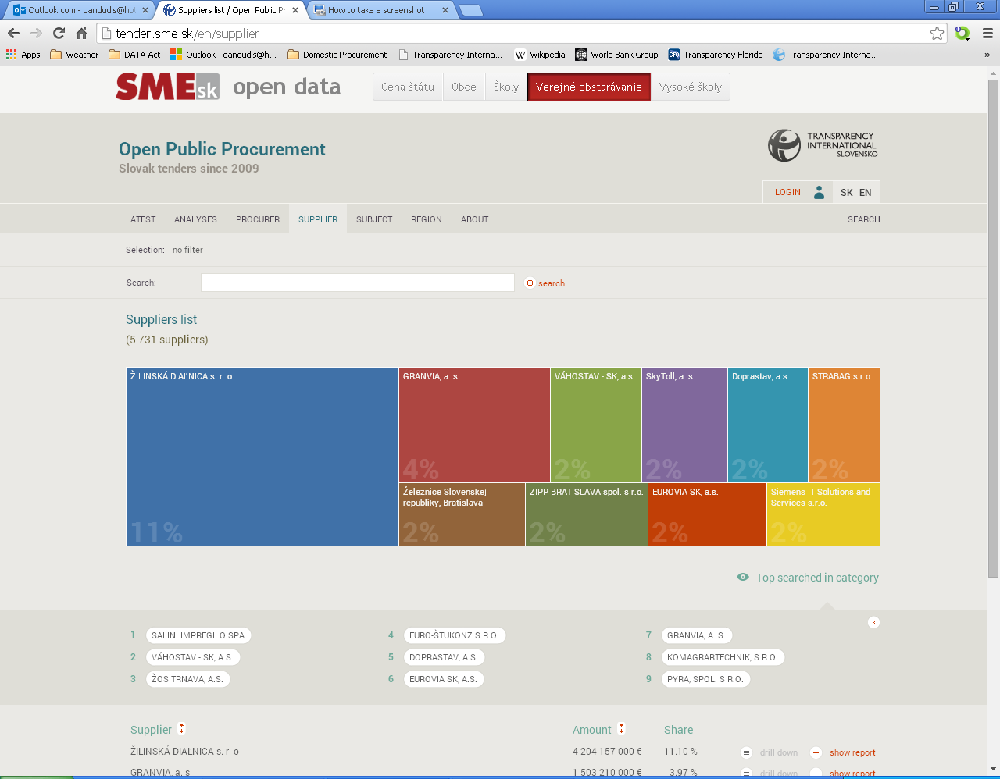 Outlook.com - dandudis@hot
Suppliers list / Open Public Pr
How to take a screenshot
tender.sme.sk/en/supplier
Apps
Weather
DATA Act
Outlook - dandudis@h...
Domestic Procurement
Transparency Interna...
W Wikipedia
World Bank Group
CFOI Transparency Florida
Transparency Interna...
»
SME.sk open data
Cena štátu
Obce
Školy
Verejné obstarávanie
Vysoké školy
Open Public Procurement
Slovak tenders since 2009
TRANSPARENCY
INTERNATIONAL
SLOVENSKO
LOGIN
SK EN
LATEST
ANALYSES
PROCURER
SUPPLIER
SUBJECT
REGION
ABOUT
SEARCH
Selection: no filter
Search:
search
Suppliers list
(5 731 suppliers)
ŽILINSKÁ DIAĽNICA s. r. o
11%
GRANVIA, a. s.
4%
VÁHOSTAV - SK, a.s.
2%
SkyToll, a. s.
2%
Doprastav, a.s.
2%
STRABAG s.r.o.
2%
Železnice Slovenskej
republiky, Bratislava
2%
ZIPP BRATISLAVA spol. s r.o.
2%
EUROVIA SK, a.s.
2%
Siemens IT Solutions and
Services s.r.o.
2%
Top searched in category
1 SALINI IMPREGILO SPA
2 VÁHOSTAV - SK, A.S.
3 ŽOS TRNAVA, A.S.
4 EURO-ŠTUKONZ S.R.O.
5 DOPRASTAV, A.S.
6 EUROVIA SK, A.S.
7 GRANVIA, A. S.
8 KOMAGRARTECHNIK, S.R.O.
9 PYRA, SPOL. S R.O.
Supplier Amount Share
ŽILINSKÁ DIAĽNICA s. r. o 4 204 157 000 € 11.10 % drill down show report
GRANVIA, a. s. 1 503 210 000 € 3.97 % drill down show report